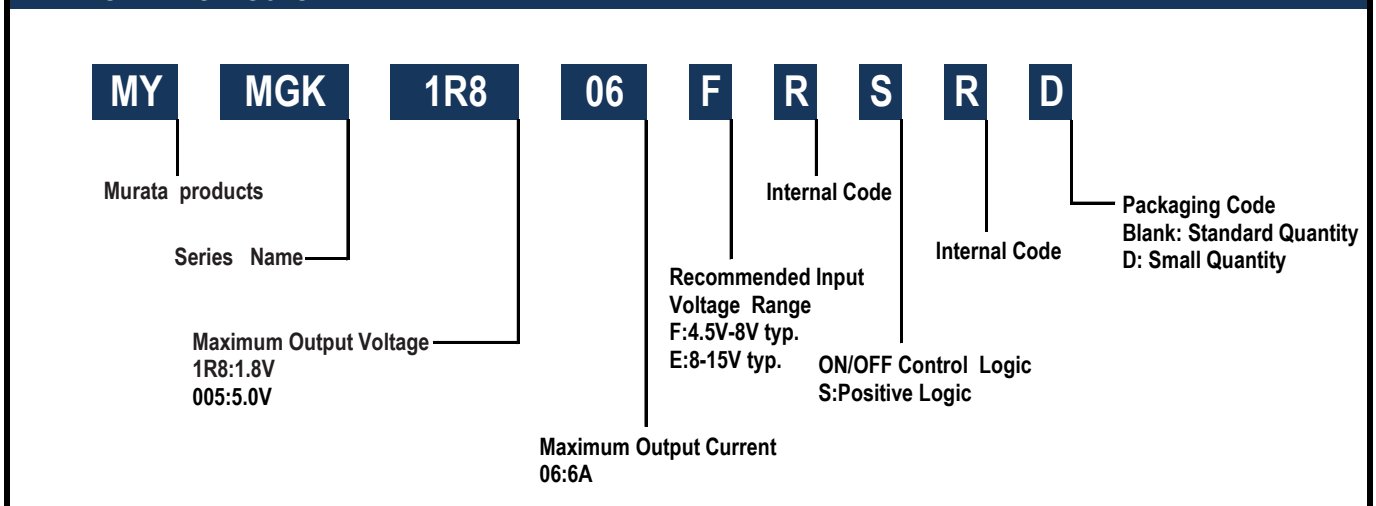 MY MGK 1R8 06 F R S R D
Murata products
Internal Code
Packaging Code
Blank: Standard Quantity
D: Small Quantity
Series Name
Internal Code
Recommended Input
Voltage Range
F:4.5V-8V typ.
E:8-15V typ.
Maximum Output Voltage
1R8:1.8V
005:5.0V
ON/OFF Control Logic
S:Positive Logic
Maximum Output Current
06:6A